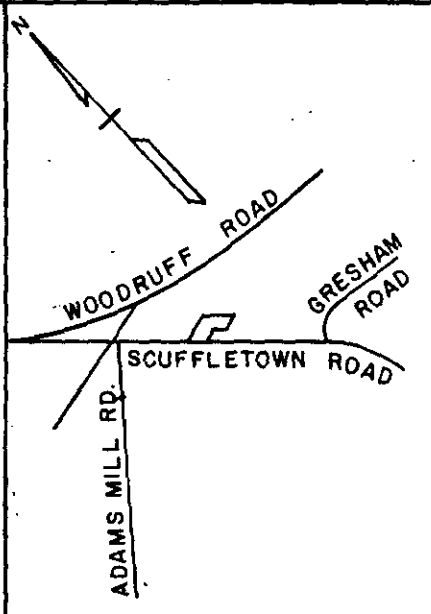 N
WOODRUFF ROAD
GRESHAM
ROAD
SCUFFLETOWN ROAD
ADAMS MILL RD.